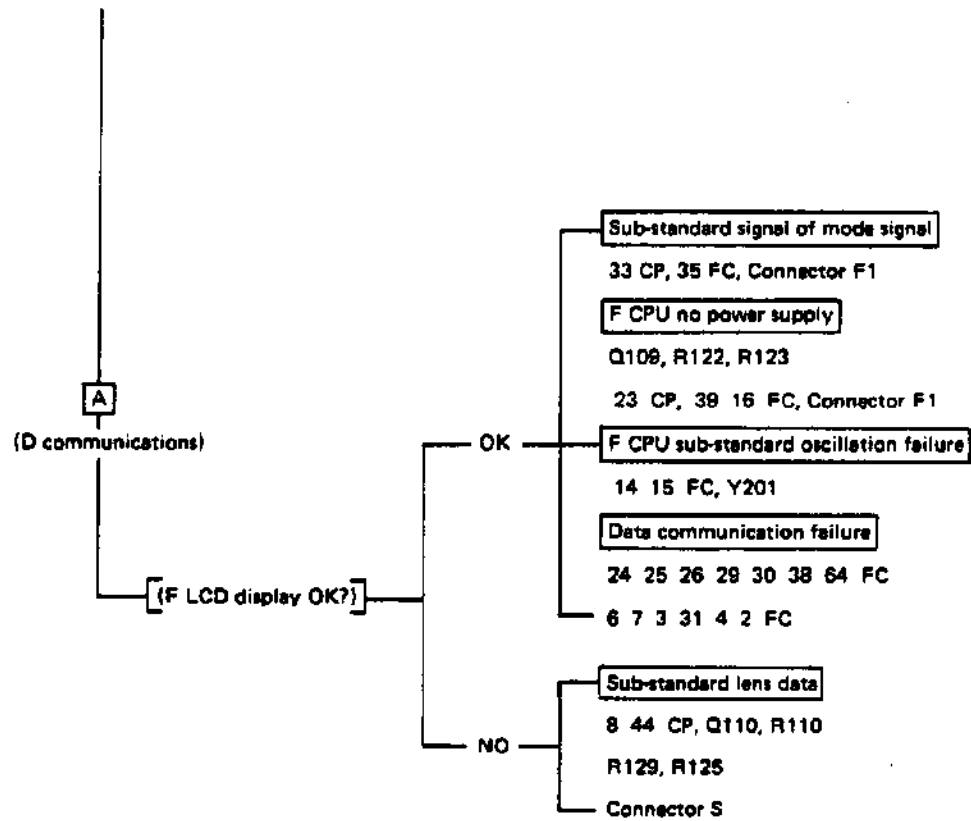 A
(D communications)
(F LCD display OK?)
OK
Sub-standard signal of mode signal
33 CP, 35 FC, Connector F1
F CPU no power supply
Q109, R122, R123
23 CP, 39 16 FC, Connector F1
F CPU sub-standard oscillation failure
14 15 FC, Y201
Data communication failure
24 25 26 29 30 38 64 FC
6 7 3 31 4 2 FC
NO
Sub-standard lens data
8 44 CP, Q110, R110
R129, R125
Connector S